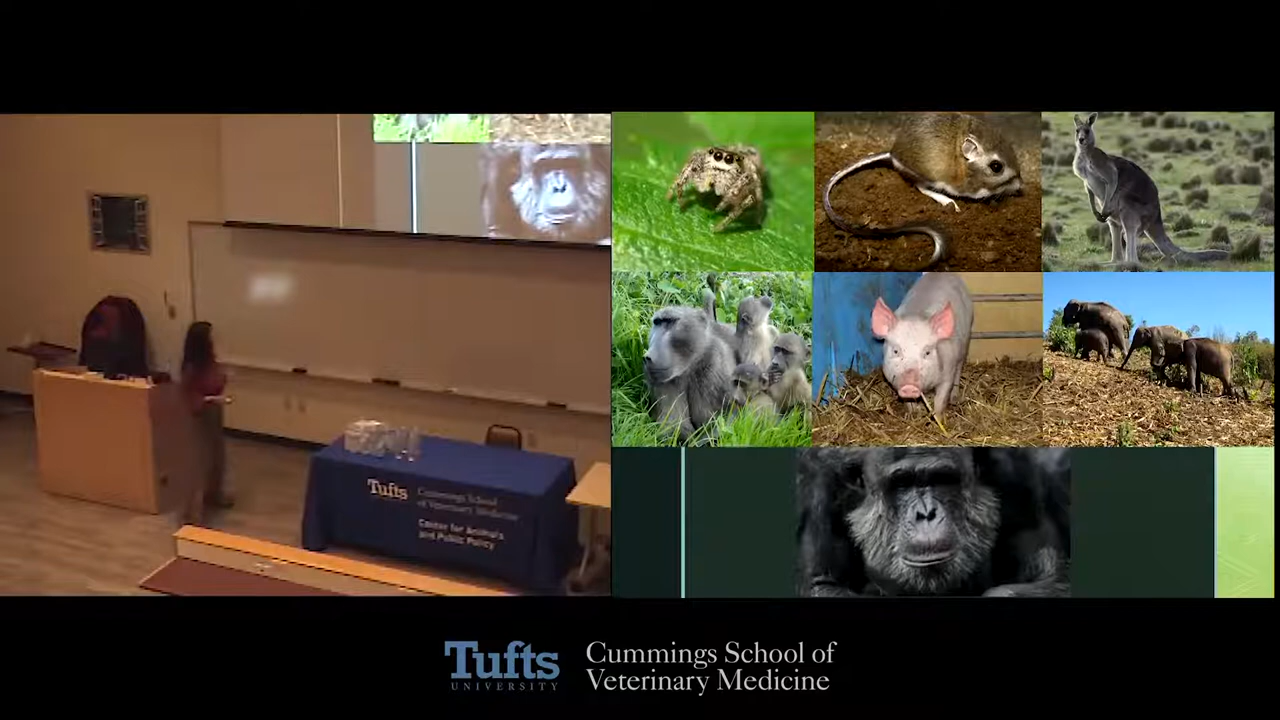 Tufts
Cummings School
of Veterinary Medicine
Center for Animals
and Public Policy
Tufts
UNIVERSITY
Cummings School of
Veterinary Medicine